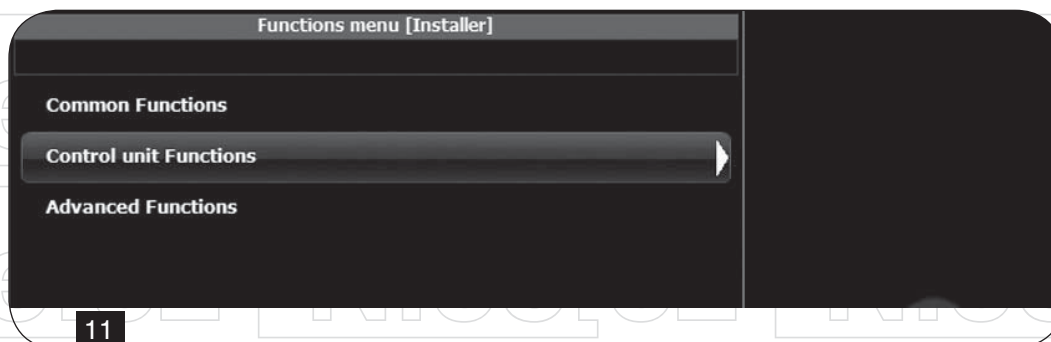 Functions menu [Installer]
Common Functions
Control unit Functions
Advanced Functions
11